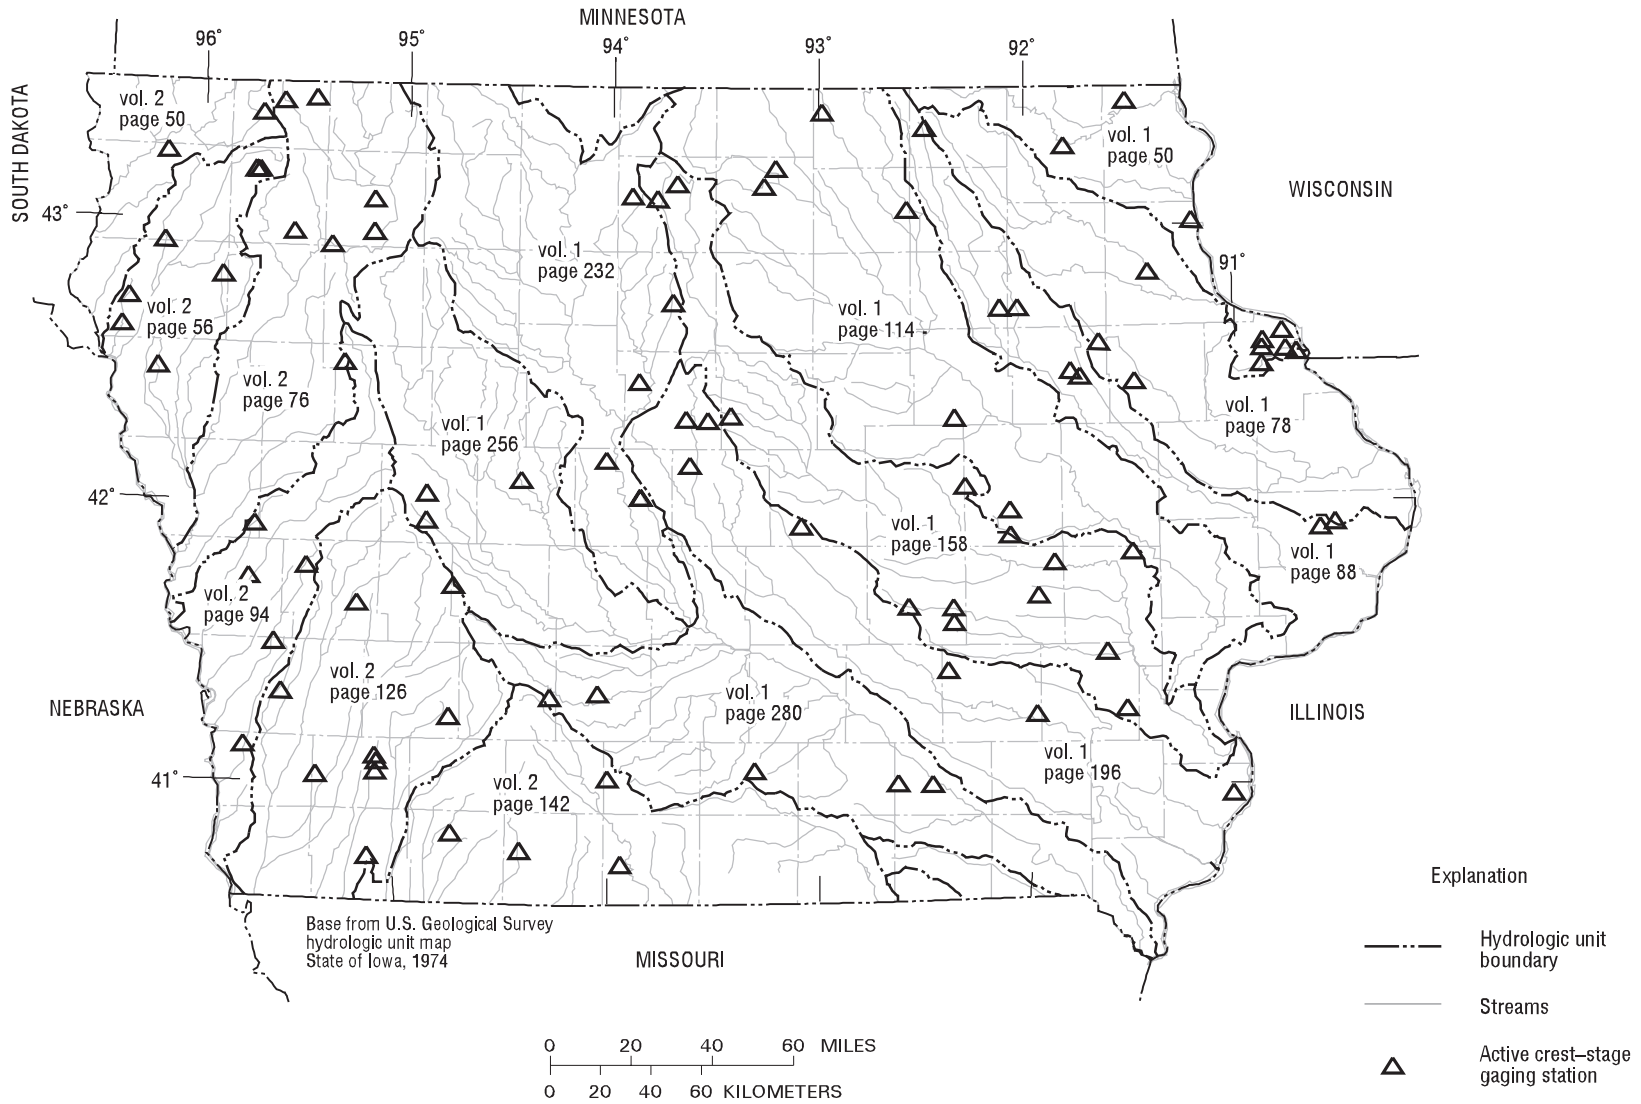 MINNESOTA
96°
95°
94°
93°
92°
SOUTH DAKOTA
vol. 2
page 50
vol. 1
page 50
WISCONSIN
43°
vol. 1
page 232
91°
vol. 2
page 56
vol. 1
page 114
vol. 2
page 76
vol. 1
page 256
vol. 1
page 78
42°
vol. 1
page 158
vol. 1
page 88
vol. 2
page 94
vol. 2
page 126
vol. 1
page 280
NEBRASKA
ILLINOIS
41°
vol. 2
page 142
vol. 1
page 196
Explanation
Base from U.S. Geological Survey
hydrologic unit map
State of Iowa, 1974
MISSOURI
Hydrologic unit
boundary
Streams
Active crest–stage
gaging station
0 20 40 60 MILES
0 20 40 60 KILOMETERS